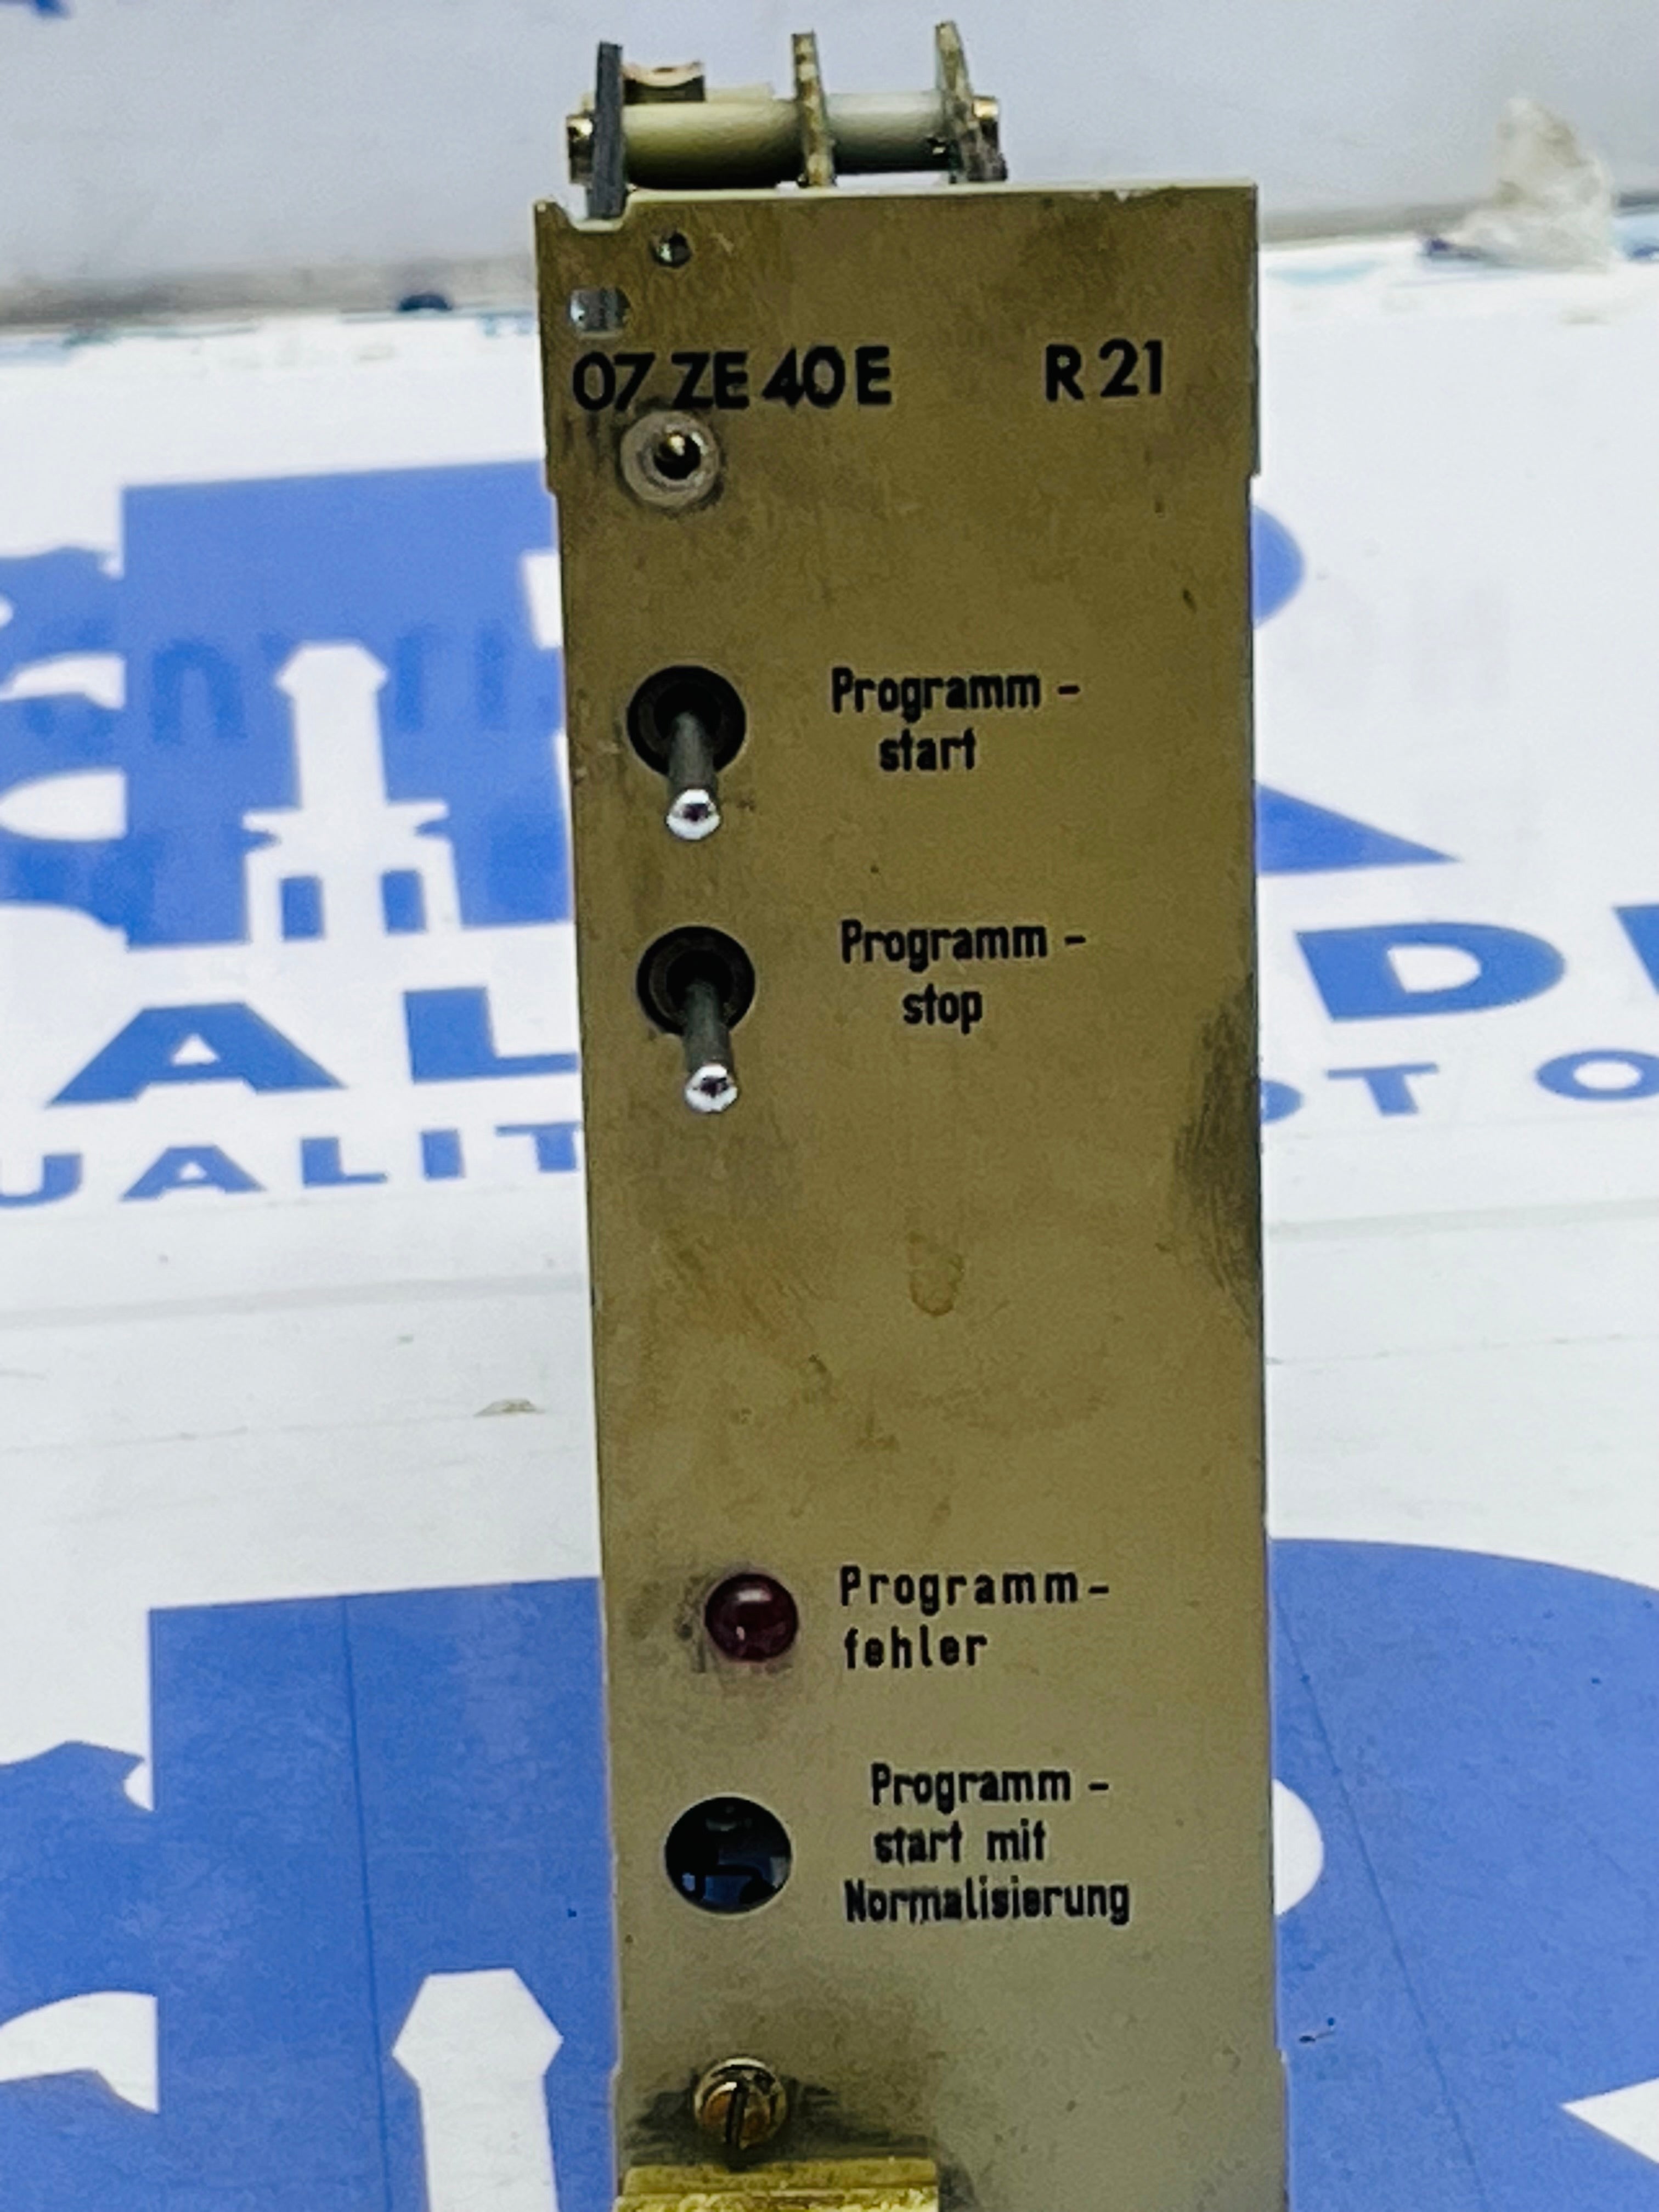 07 ZE 40 E R 21
Programm -
start
Programm -
stop
Programm -
fehler
Programm -
start mit
Normalisierung